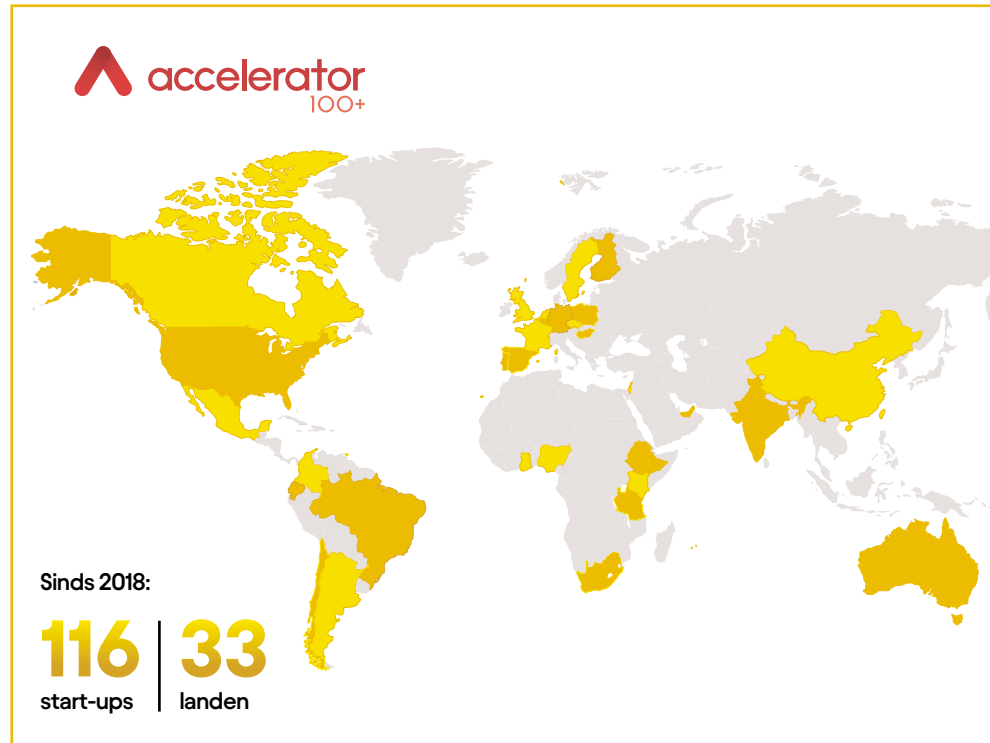 accelerator
100+
Sinds 2018:
116
start-ups
33
landen